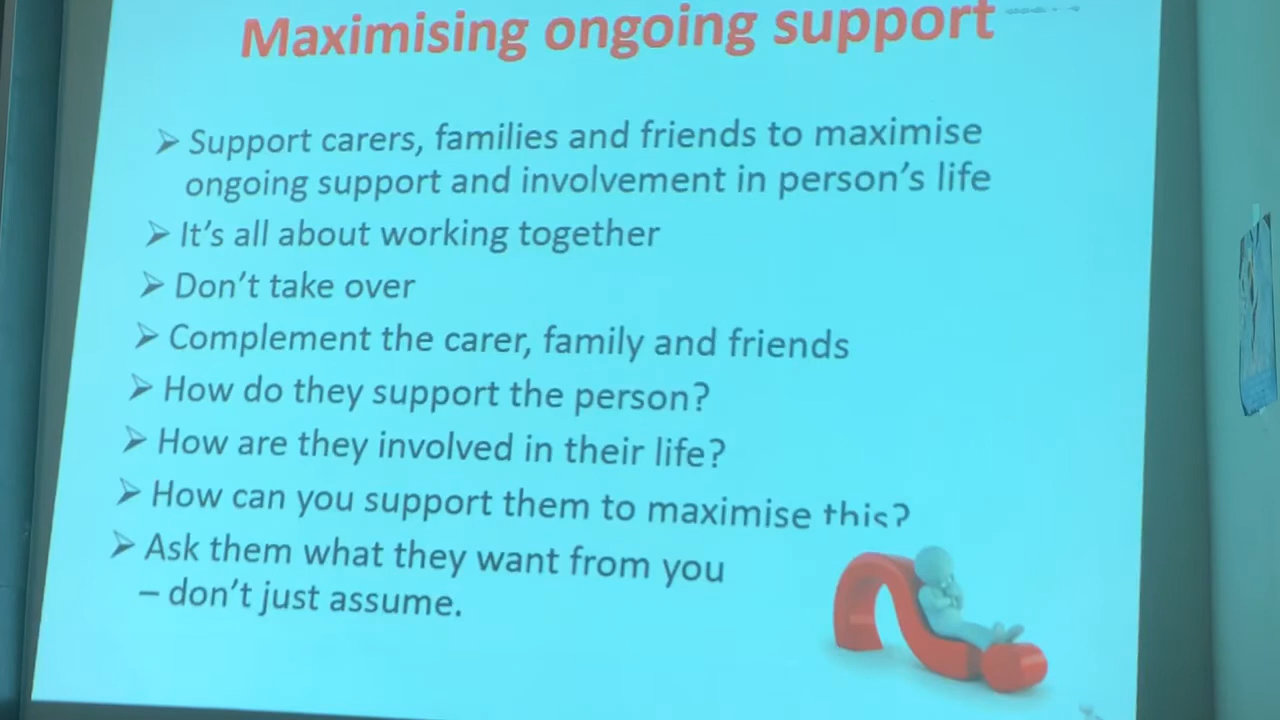 Maximising ongoing support
➢ Support carers, families and friends to maximise
ongoing support and involvement in person's life
➢ It's all about working together
➢ Don't take over
➢ Complement the carer, family and friends
➢ How do they support the person?
➢ How are they involved in their life?
➢ How can you support them to maximise this?
➢ Ask them what they want from you
– don't just assume.